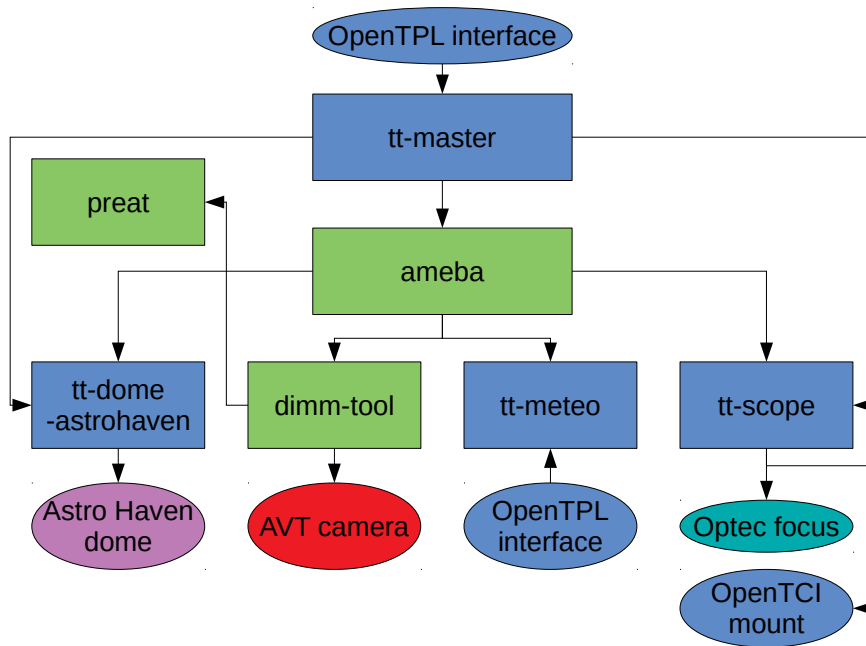 OpenTPL interface
tt-master
preat
ameba
tt-dome
-astrohaven
dimm-tool
tt-meteo
tt-scope
Astro Haven
dome
AVT camera
OpenTPL
interface
Optec focus
OpenTCI
mount